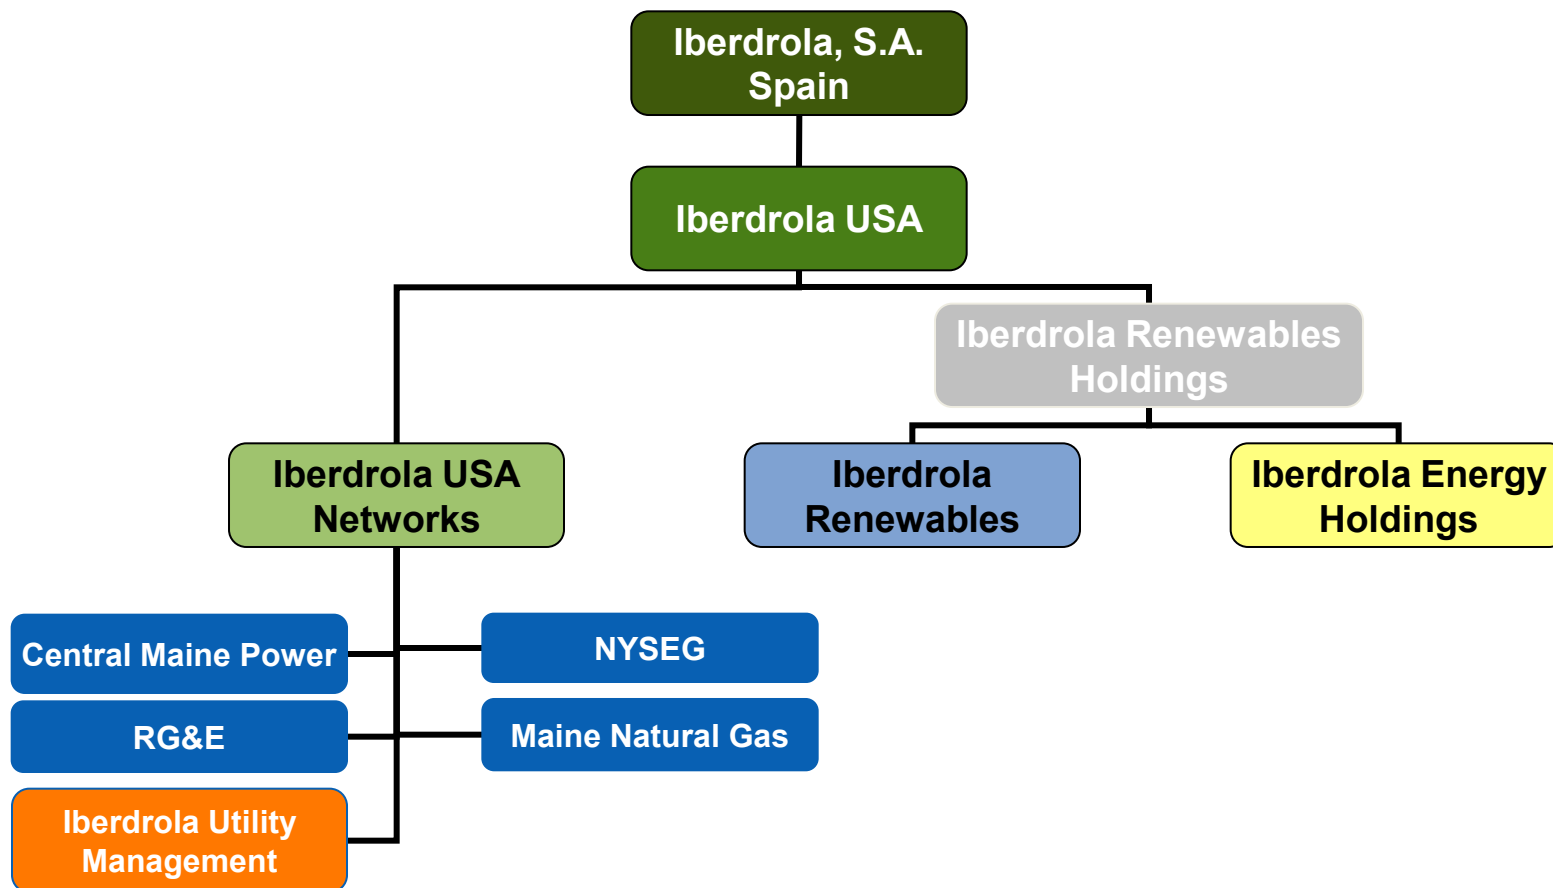 Iberdrola, S.A.
Spain
Iberdrola USA
Iberdrola Renewables
Holdings
Iberdrola USA
Networks
Iberdrola
Renewables
Iberdrola Energy
Holdings
Central Maine Power
NYSEG
RG&E
Maine Natural Gas
Iberdrola Utility
Management